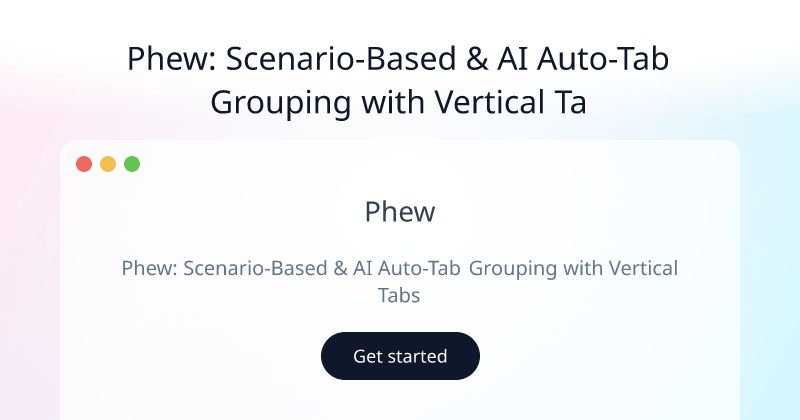 Phew: Scenario-Based & AI Auto-Tab
Grouping with Vertical Ta
Phew
Phew: Scenario-Based & AI Auto-Tab Grouping with Vertical
Tabs
Get started